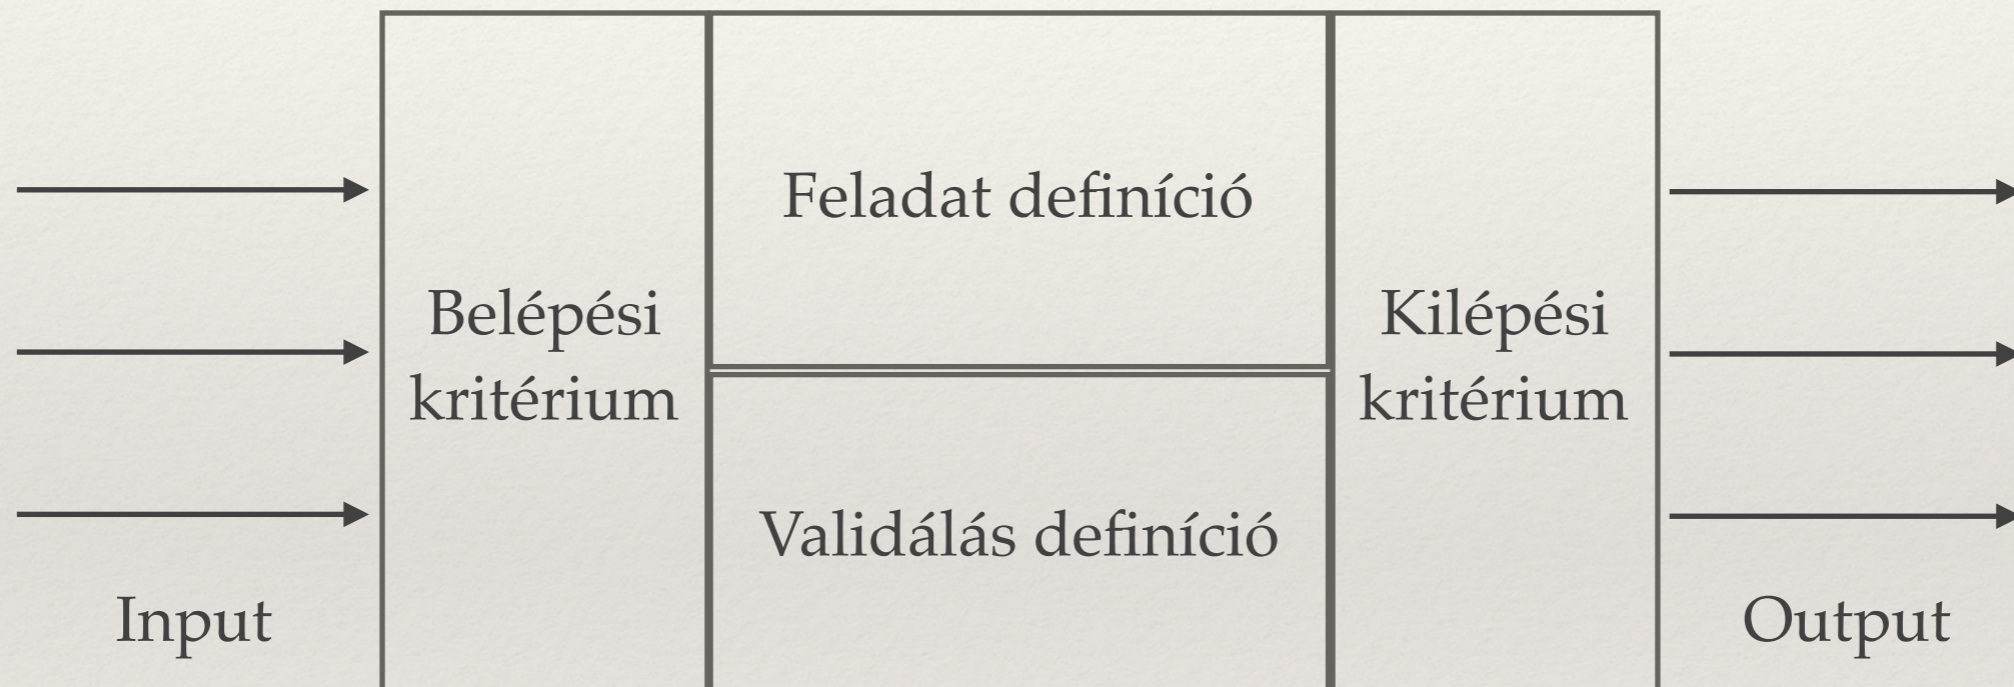 Feladat definíció
Belépési
kritérium
Kilépési
kritérium
Validálás definíció
Input
Output